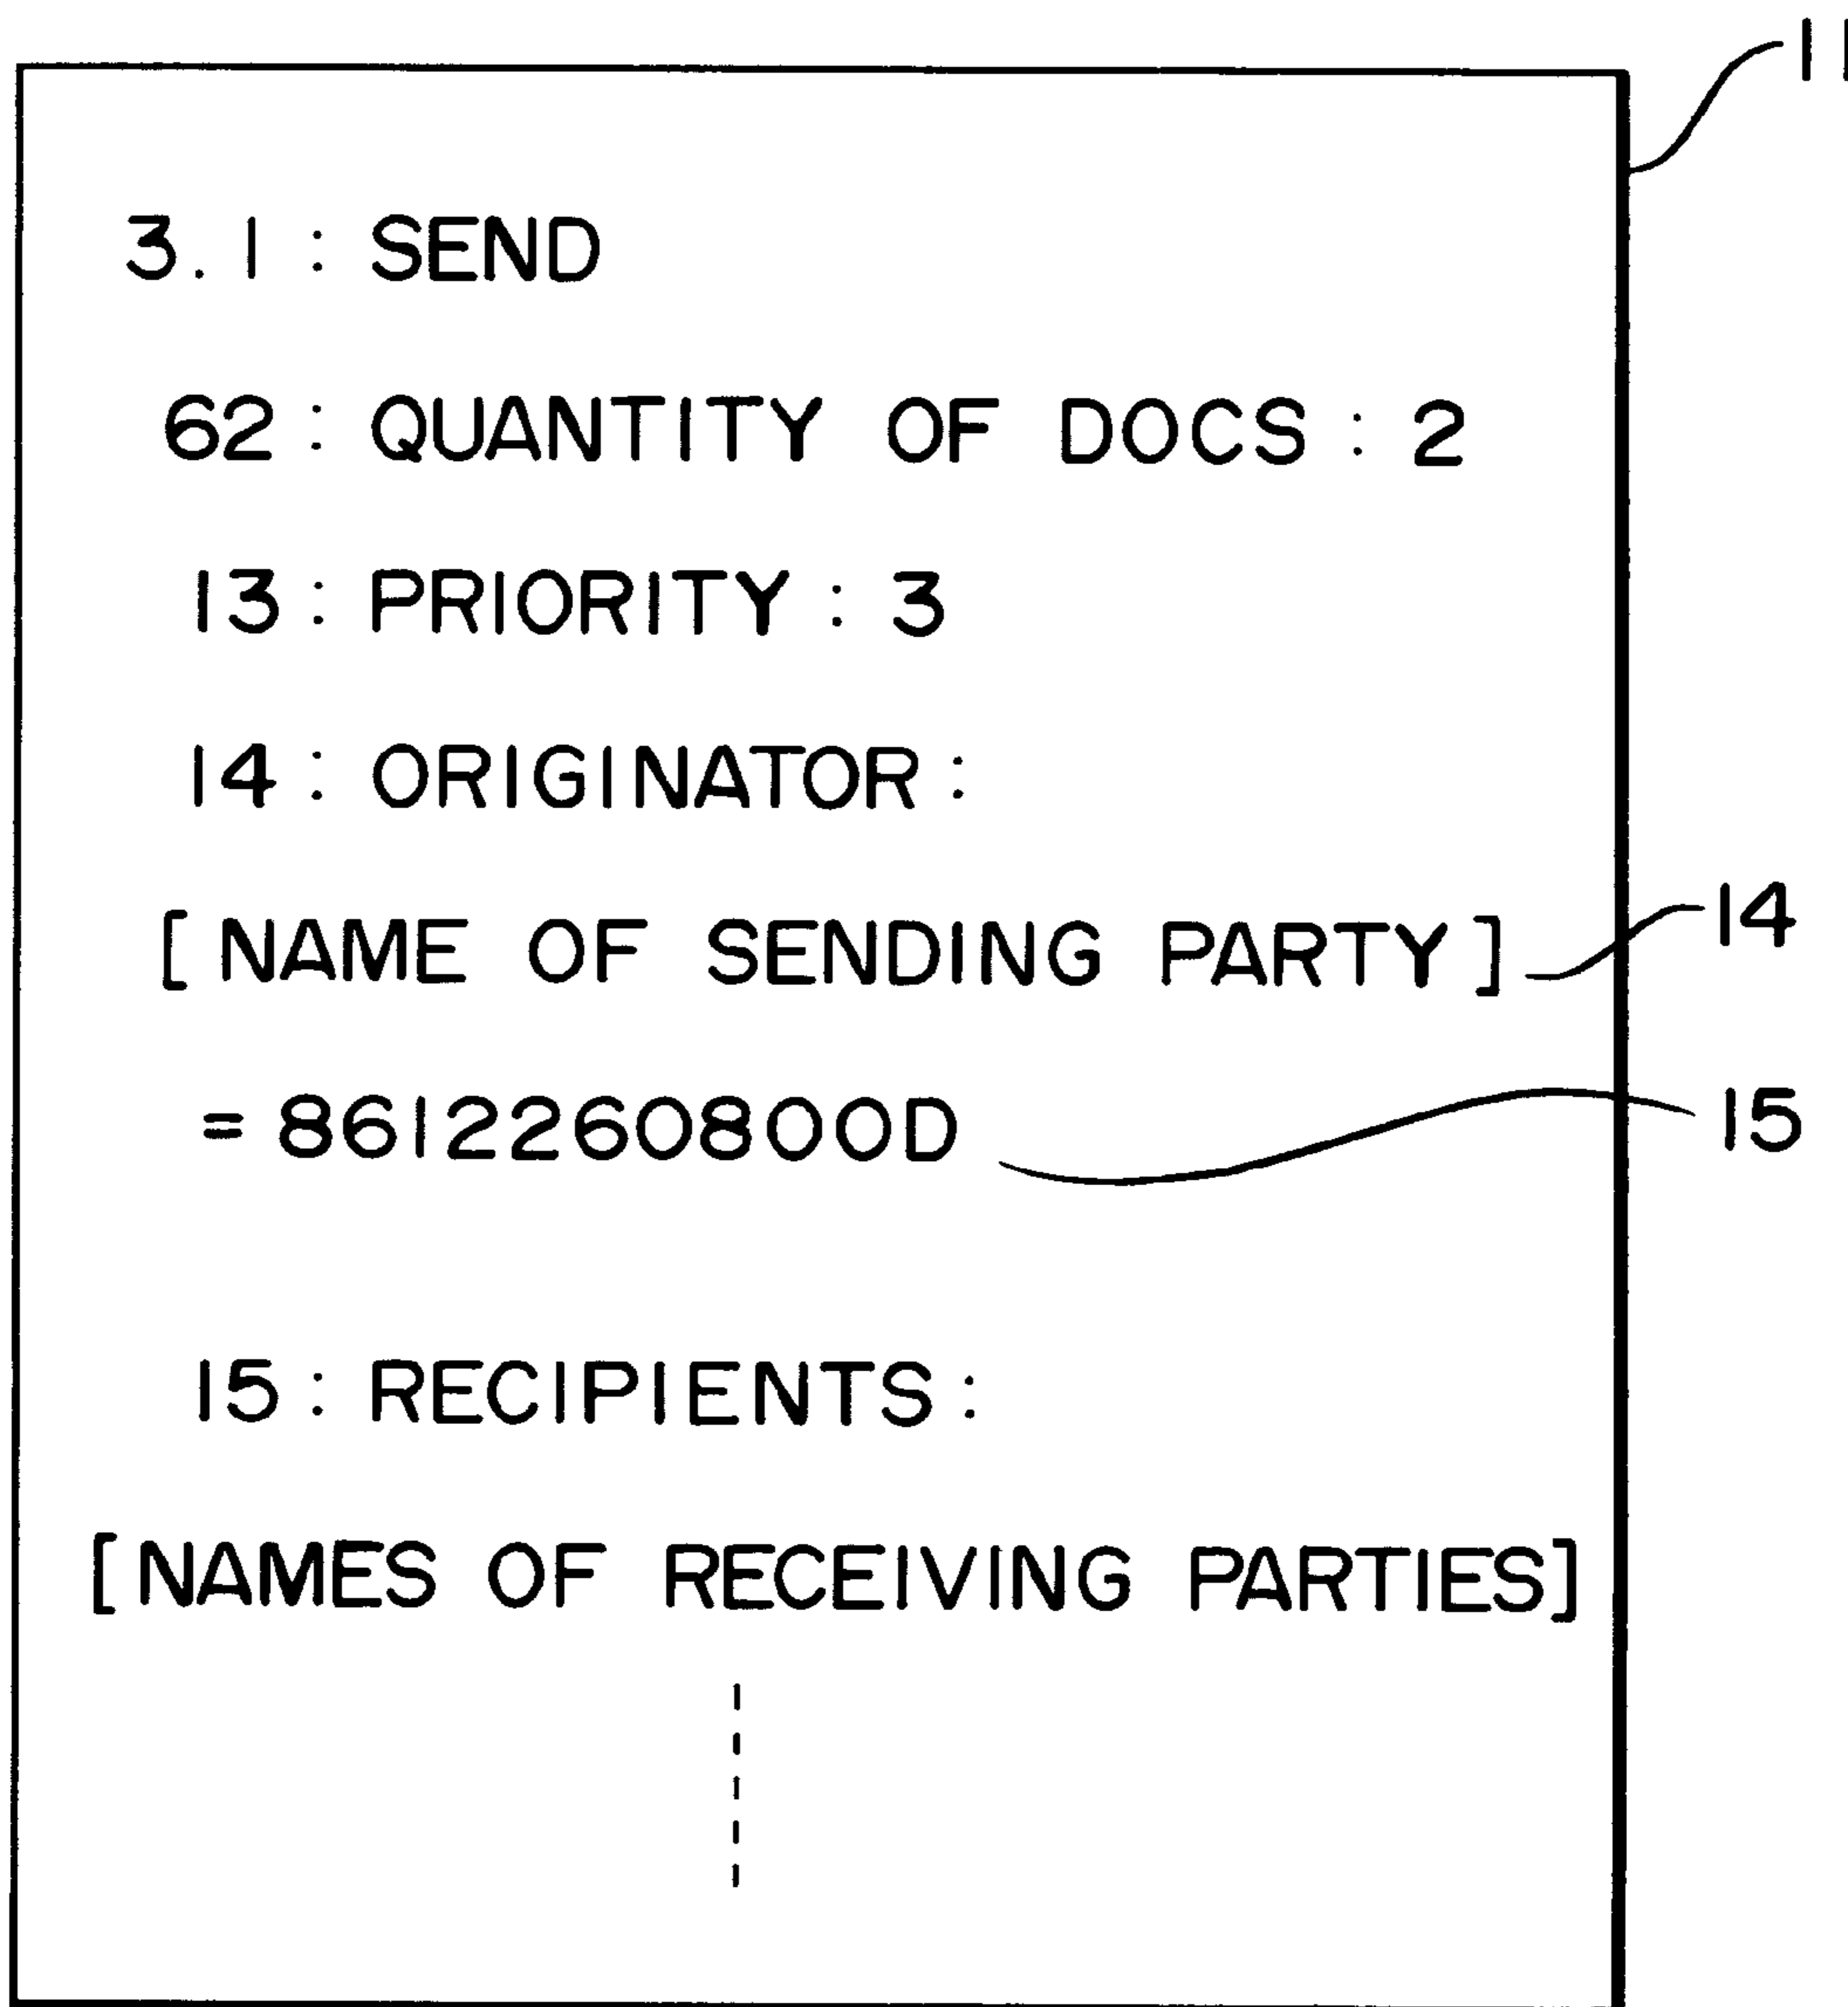 11
3.1: SEND
62: QUANTITY OF DOCS: 2
13: PRIORITY: 3
14: ORIGINATOR:
[NAME OF SENDING PARTY]
14
= 8612260800D
15
15: RECIPIENTS:
[NAMES OF RECEIVING PARTIES]